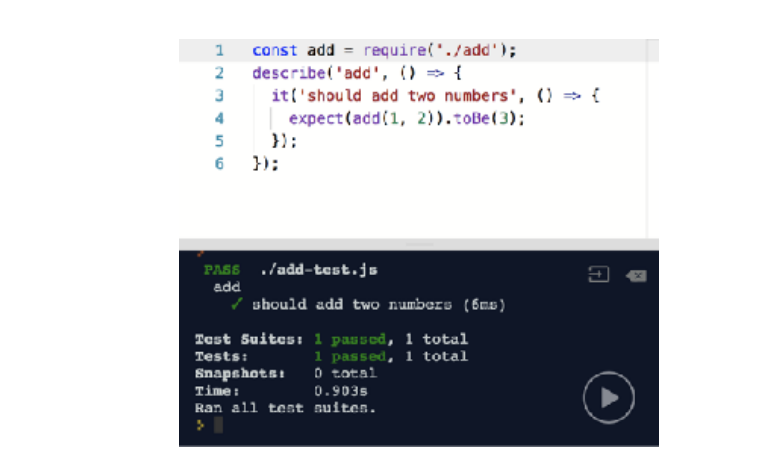 1 const add = require('./add');
2 describe('add', () => {
3 it('should add two numbers', () => {
4 expect(add(1, 2)).toBe(3);
5 });
6 });
PASS ./add-test.js
add
✓ should add two numbers (6ms)
Test Suites: 1 passed, 1 total
Tests: 1 passed, 1 total
Snapshots: 0 total
Time: 0.903s
Ran all test suites.
>